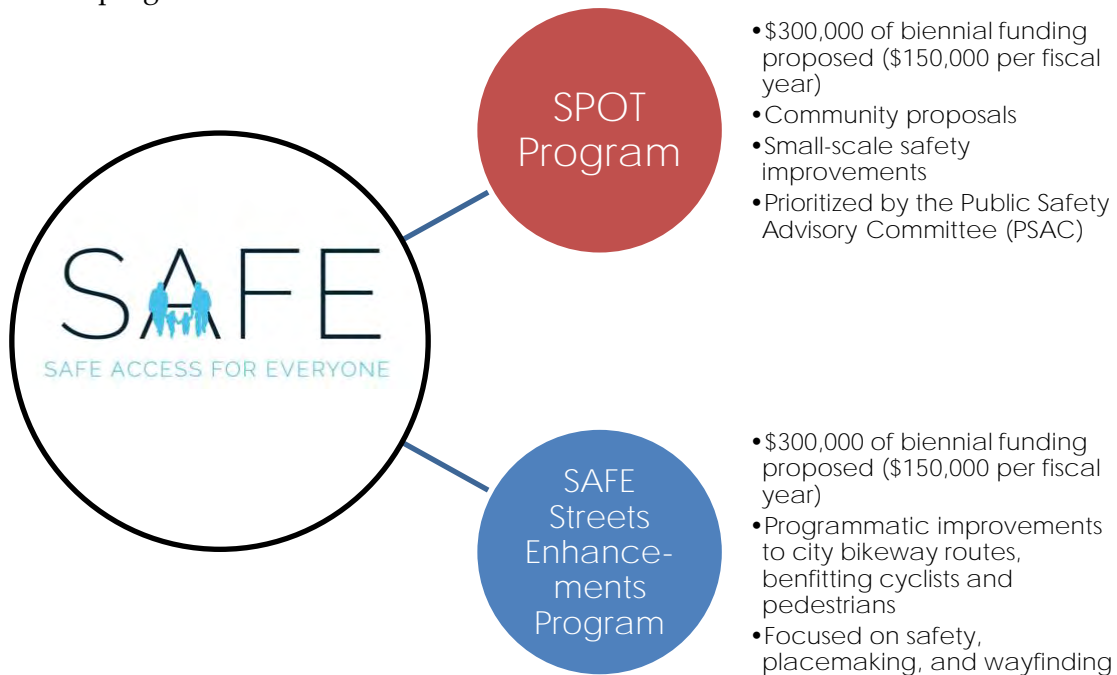 SAFE
SAFE ACCESS FOR EVERYONE
SPOT
Program
•$300,000 of biennial funding
proposed ($150,000 per fiscal
year)
•Community proposals
•Small-scale safety
improvements
•Prioritized by the Public Safety
Advisory Committee (PSAC)
SAFE
Streets
Enhance-
ments
Program
•$300,000 of biennial funding
proposed ($150,000 per fiscal
year)
•Programmatic improvements
to city bikeway routes,
benfitting cyclists and
pedestrians
•Focused on safety,
placemaking, and wayfinding